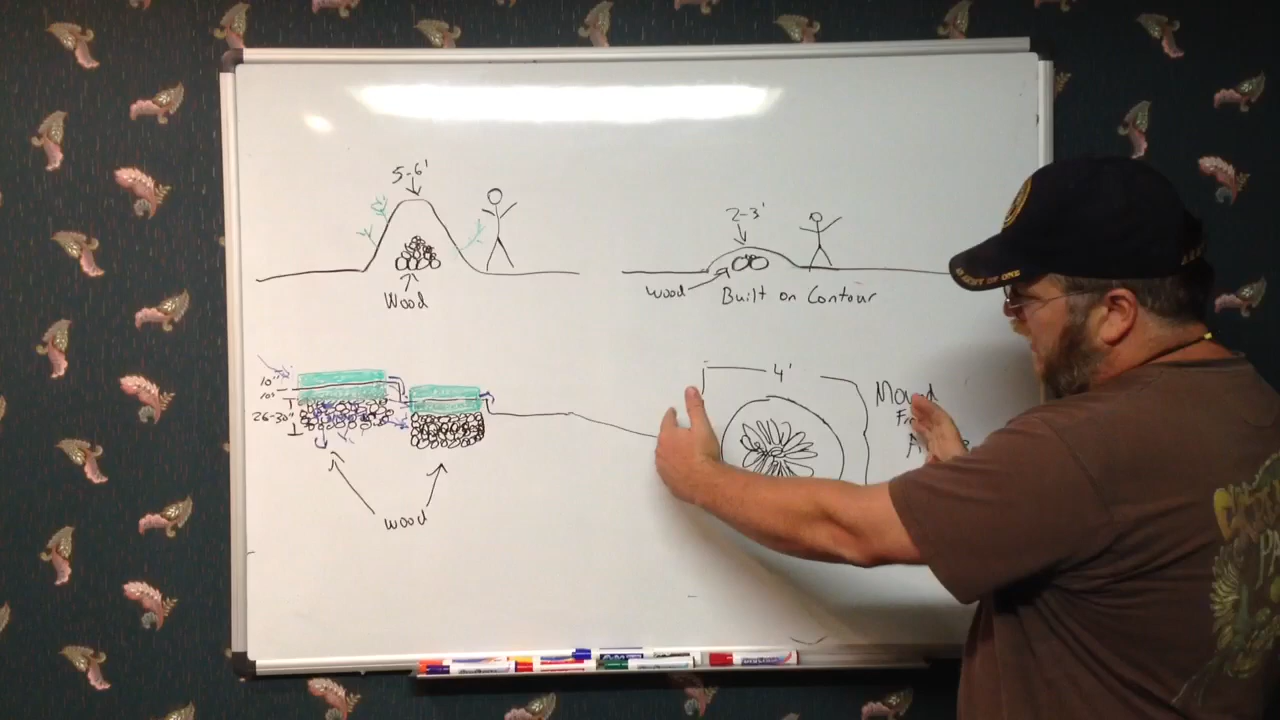 5-6'
Wood
2-3'
wood
Built on Contour
10"
10"
26-30"
wood
4'